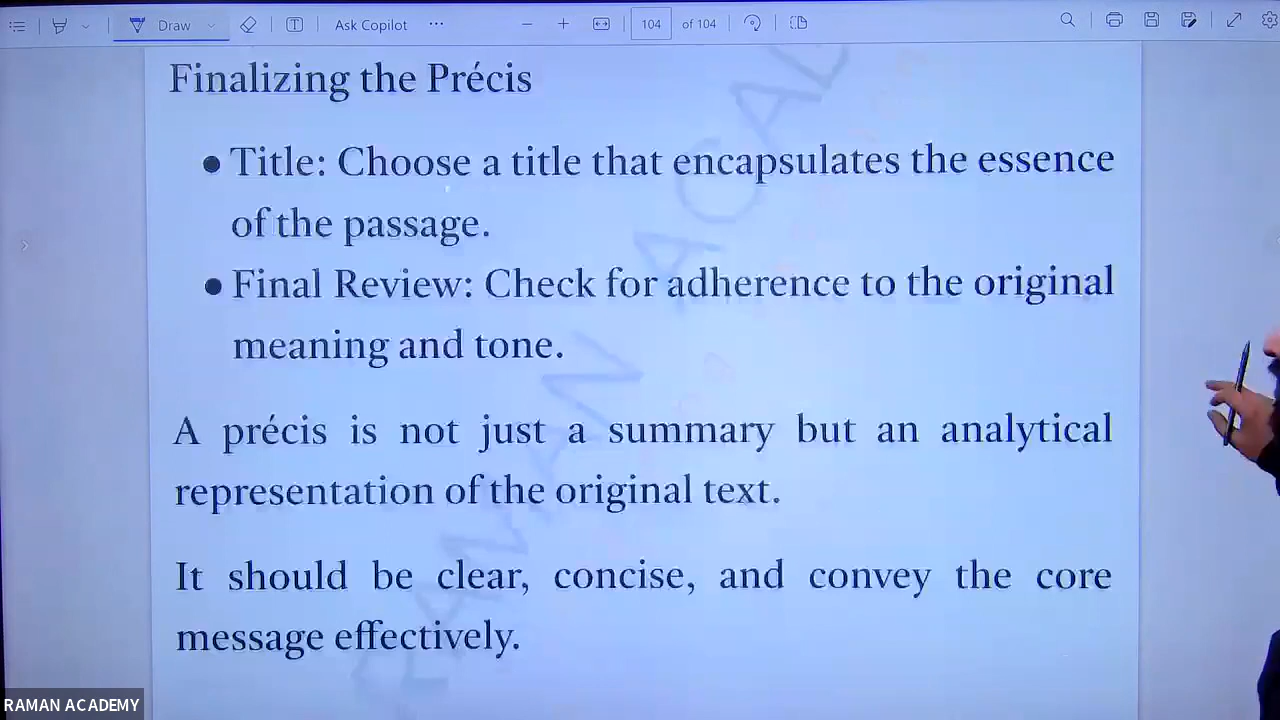 Draw
Ask Copilot
104 of 104
Finalizing the Précis
• Title: Choose a title that encapsulates the essence
of the passage.
• Final Review: Check for adherence to the original
meaning and tone.
A précis is not just a summary but an analytical
representation of the original text.
It should be clear, concise, and convey the core
message effectively.
RAMAN ACAD
RAMAN ACADEMY